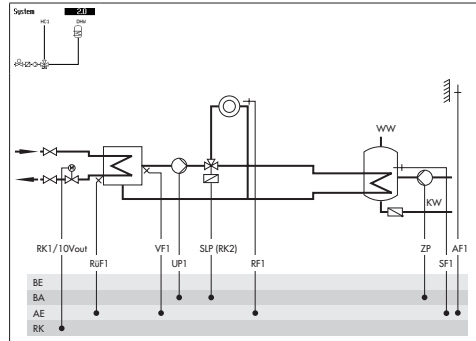 System 2.0
HC1 DHW
M
WW
KW
RK1/10Vout VF1 SLP (RK2) ZP AF1
RüF1 UP1 RF1 SF1
BE
BA
AE
RK